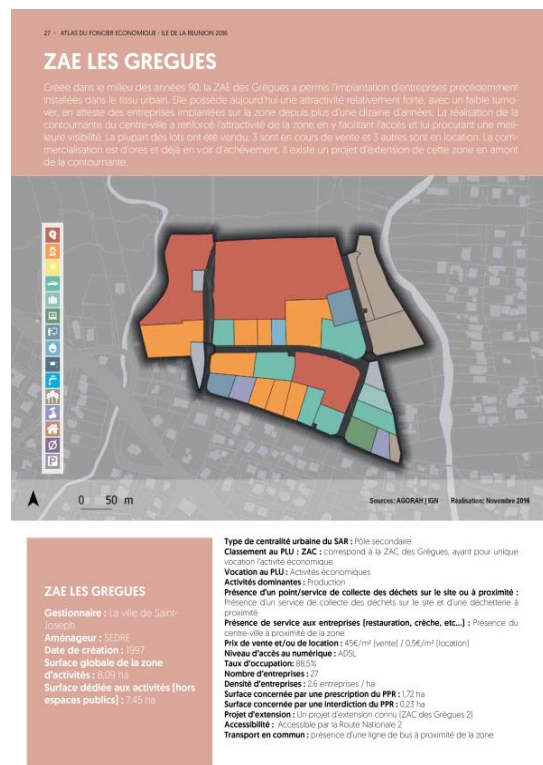 27 - ATLAS DU FONCIER ECONOMIQUE - ILE DE LA REUNION 2016
ZAE LES GREGUES
Créée dans le milieu des années 90, la ZAE des Grègues a permis l'implantation d'entreprises précédemment
installées dans le tissu urbain. Elle possède aujourd'hui une attractivité relativement forte, avec un faible turno-
ver, en atteste des entreprises implantées sur la zone depuis plus d'une dizaine d'années. La réalisation de la
contournante du centre-ville a renforcé l'attractivité de la zone en y facilitant l'accès et lui procurant une meil-
leure visibilité. La plupart des lots ont été vendu, 3 sont en cours de vente et 3 autres sont en location. La com-
mercialisation est d'ores et déjà en voir d'achèvement. Il existe un projet d'extension de cette zone en amont
de la contournante.
P
0 50 m
Sources: AGORAH | IGN Réalisation: Novembre 2016
ZAE LES GREGUES
Gestionnaire : La ville de Saint-
Joseph
Aménageur : SEDRE
Date de création : 1997
Surface globale de la zone
d'activités : 8,09 ha
Surface dédiée aux activités (hors
espaces publics) : 7,45 ha
Type de centralité urbaine du SAR : Pôle secondaire
Classement au PLU : ZAC : correspond à la ZAC des Grègues, ayant pour unique
vocation l'activité économique
Vocation au PLU : Activités économiques
Activités dominantes : Production
Présence d'un point/service de collecte des déchets sur le site ou à proximité :
Présence d'un service de collecte des déchets sur le site et d'une déchetterie à
proximité
Présence de service aux entreprises (restauration, crèche, etc...) : Présence du
centre-ville à proximité de la zone
Prix de vente et/ou de location : 45€/m² (vente) / 0,5€/m² (location)
Niveau d'accès au numérique : ADSL
Taux d'occupation: 88,5%
Nombre d'entreprises : 27
Densité d'entreprises : 2,6 entreprises / ha
Surface concernée par une prescription du PPR : 1,72 ha
Surface concernée par une interdiction du PPR : 0,23 ha
Projet d'extension : Un projet d'extension connu (ZAC des Grègues 2)
Accessibilité : Accessible par la Route Nationale 2
Transport en commun : présence d'une ligne de bus à proximité de la zone